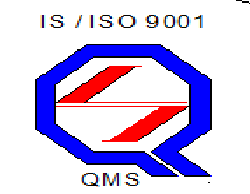 IS / ISO 9001
QMS